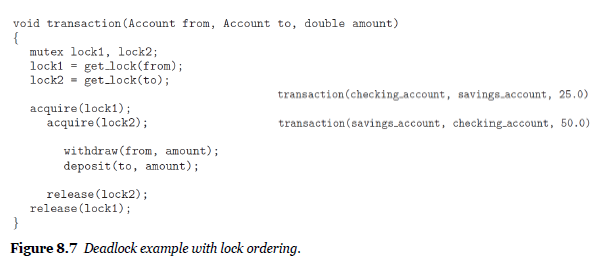 void transaction(Account from, Account to, double amount)
{
mutex lock1, lock2;
lock1 = get_lock(from);
lock2 = get_lock(to);
transaction(checking_account, savings_account, 25.0)
acquire(lock1);
acquire(lock2);
transaction(savings_account, checking_account, 50.0)
withdraw(from, amount);
deposit(to, amount);
release(lock2);
release(lock1);
}
Figure 8.7 Deadlock example with lock ordering.